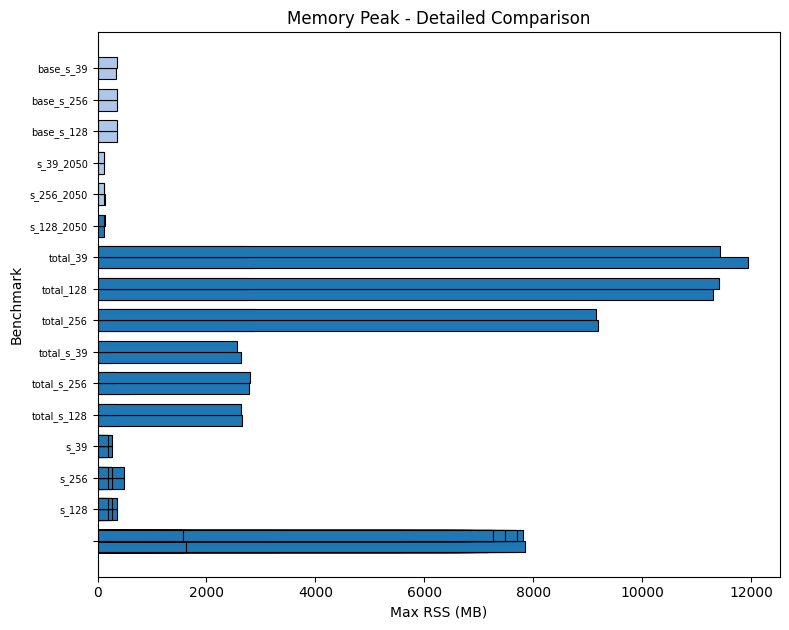 Memory Peak - Detailed Comparison
base_s_39
base_s_256
base_s_128
s_39_2050
s_256_2050
s_128_2050
total_39
total_128
total_256
total_s_39
total_s_256
total_s_128
s_39
s_256
s_128
Benchmark
0 2000 4000 6000 8000 10000 12000
Max RSS (MB)